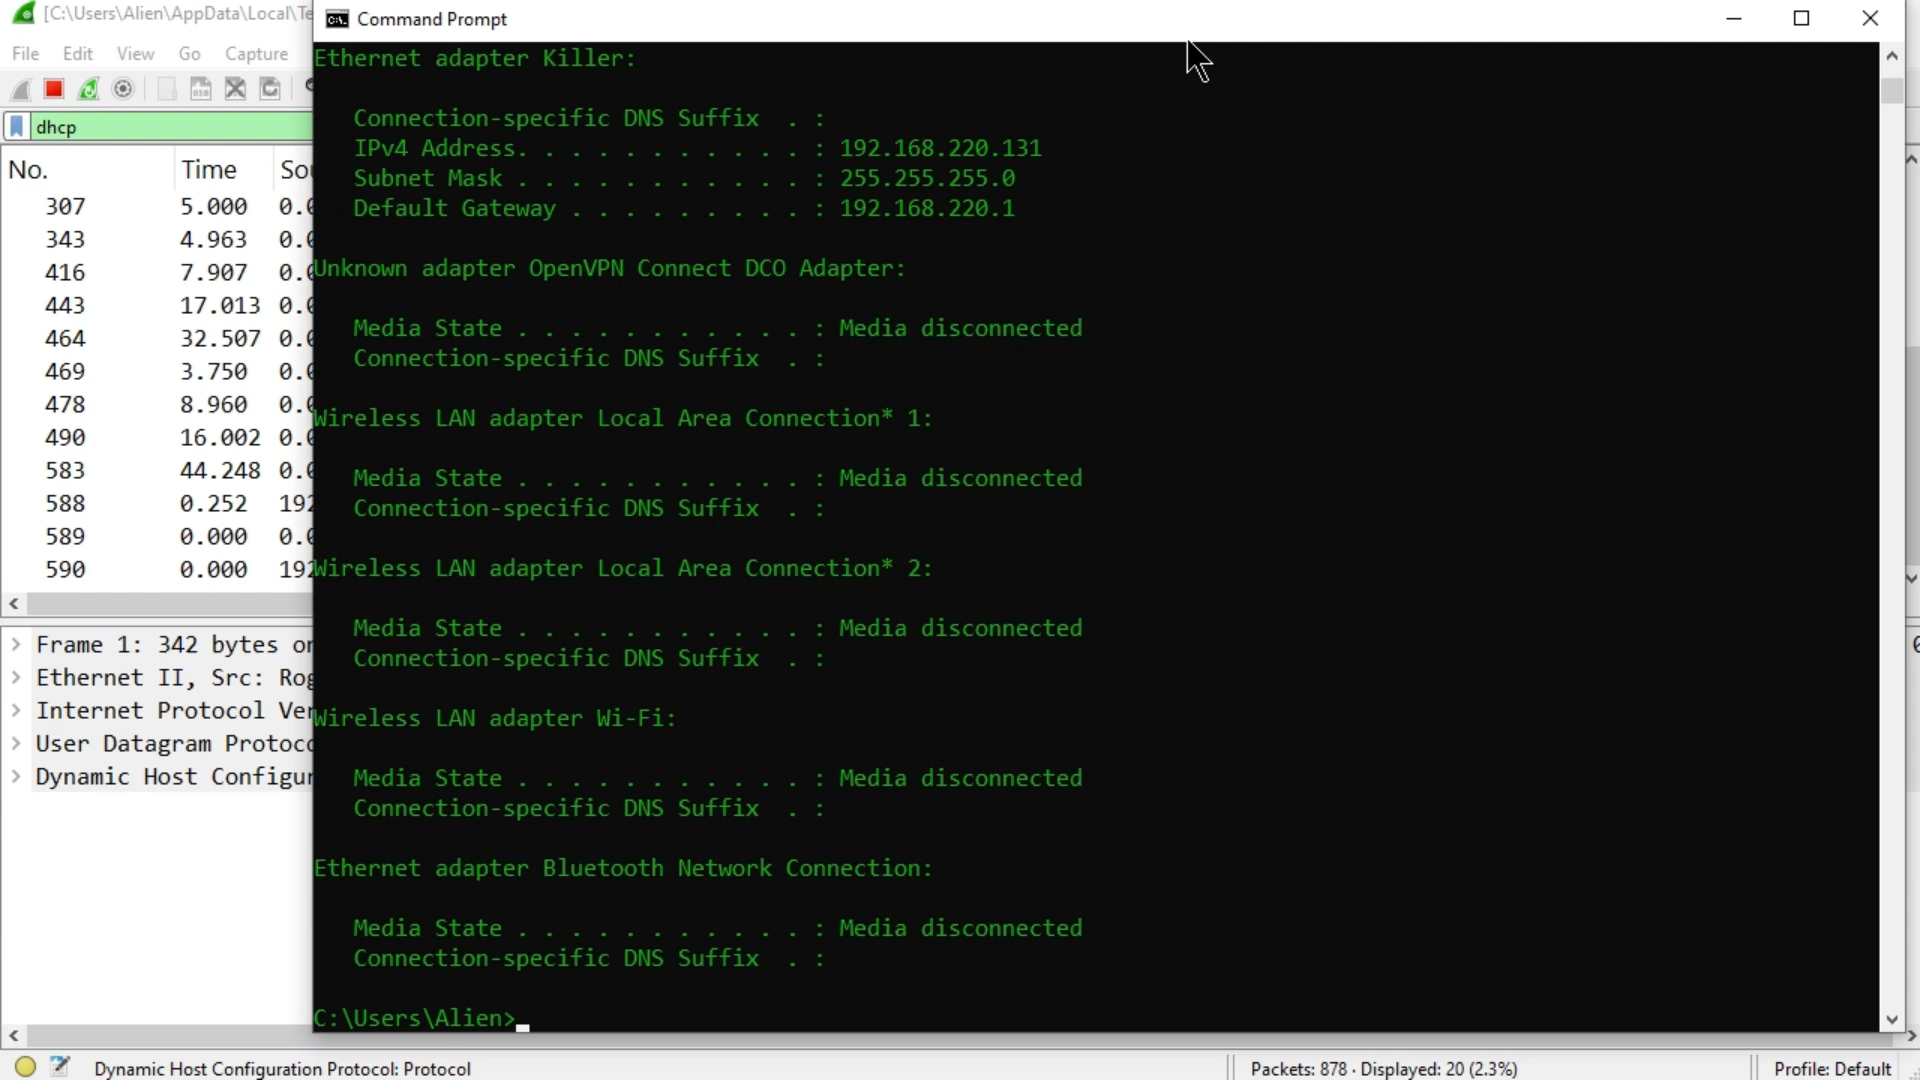 [C:\Users\Alien\AppData\Local\Te
File Edit View Go Capture
dhcp
No. Time Sou
307 5.000 0.0
343 4.963 0.0
416 7.907 0.0
443 17.013 0.0
464 32.507 0.0
469 3.750 0.0
478 8.960 0.0
490 16.002 0.0
583 44.248 0.0
588 0.252 192
589 0.000 0.0
590 0.000 192
Frame 1: 342 bytes on
Ethernet II, Src: Rog
Internet Protocol Ver
User Datagram Protoco
Dynamic Host Configur
Command Prompt
Ethernet adapter Killer:
Connection-specific DNS Suffix . :
IPv4 Address. . . . . . . . . . . : 192.168.220.131
Subnet Mask . . . . . . . . . . . : 255.255.255.0
Default Gateway . . . . . . . . . : 192.168.220.1
Unknown adapter OpenVPN Connect DCO Adapter:
Media State . . . . . . . . . . . : Media disconnected
Connection-specific DNS Suffix . :
Wireless LAN adapter Local Area Connection* 1:
Media State . . . . . . . . . . . : Media disconnected
Connection-specific DNS Suffix . :
Wireless LAN adapter Local Area Connection* 2:
Media State . . . . . . . . . . . : Media disconnected
Connection-specific DNS Suffix . :
Wireless LAN adapter Wi-Fi:
Media State . . . . . . . . . . . : Media disconnected
Connection-specific DNS Suffix . :
Ethernet adapter Bluetooth Network Connection:
Media State . . . . . . . . . . . : Media disconnected
Connection-specific DNS Suffix . :
C:\Users\Alien>
Dynamic Host Configuration Protocol: Protocol
Packets: 878 · Displayed: 20 (2.3%)
Profile: Default